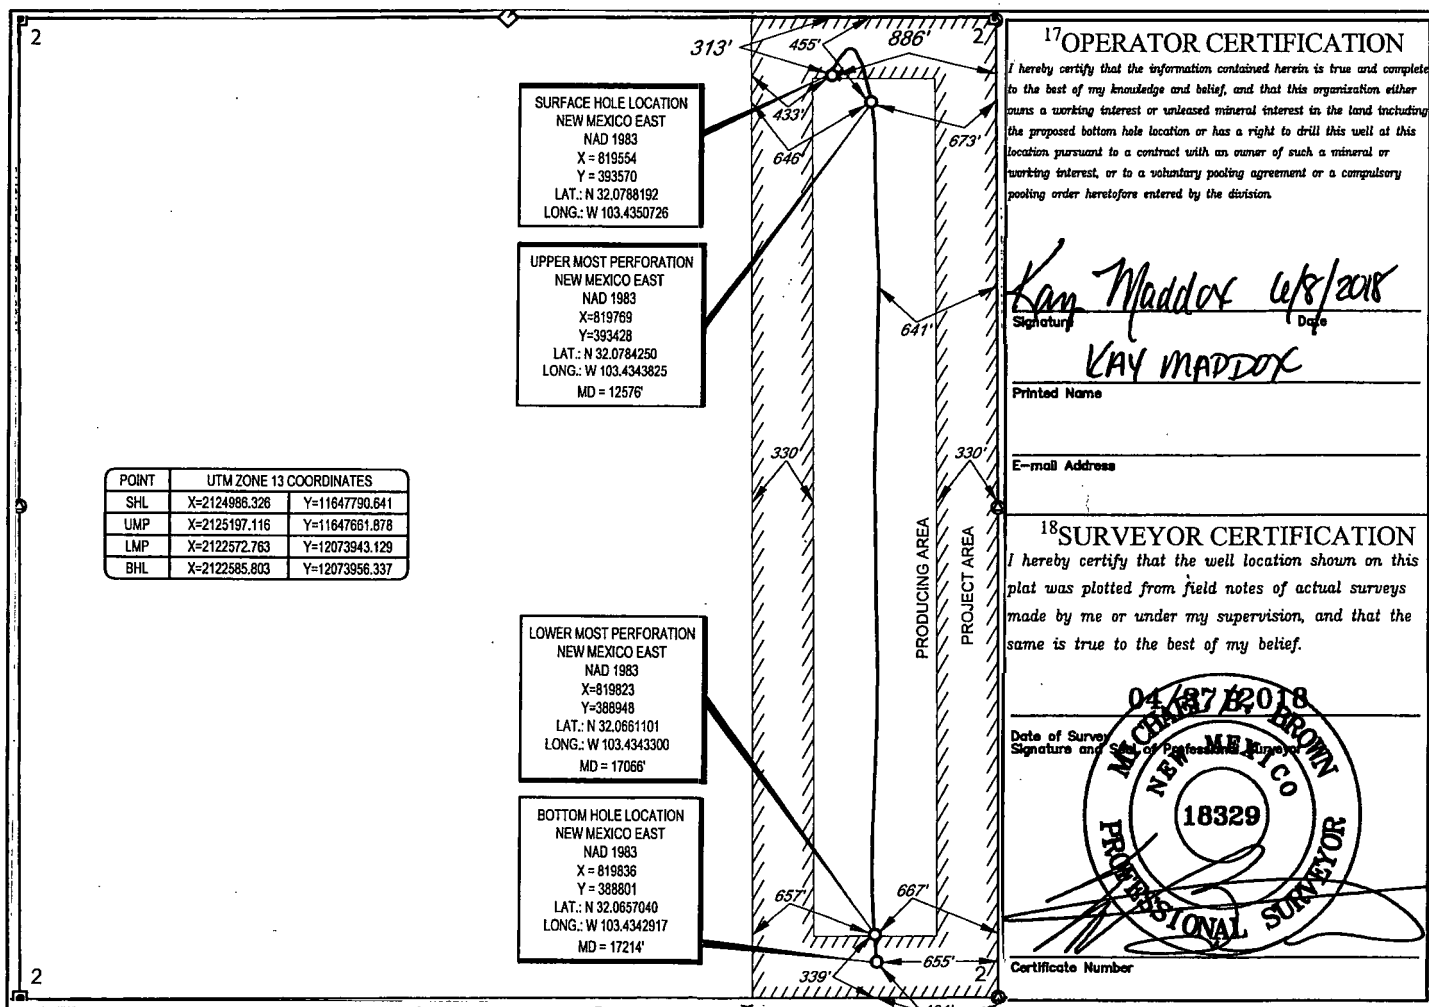 2
2
313'
455'
886'
433'
646'
673'
SURFACE HOLE LOCATION
NEW MEXICO EAST
NAD 1983
X = 819554
Y = 393570
LAT.: N 32.0788192
LONG.: W 103.4350726
UPPER MOST PERFORATION
NEW MEXICO EAST
NAD 1983
X=819769
Y=393428
LAT.: N 32.0784250
LONG.: W 103.4343825
MD = 12576'
641'
330'
330'
POINT UTM ZONE 13 COORDINATES
SHL X=2124986.326 Y=11647790.641
UMP X=2125197.116 Y=11647661.878
LMP X=2122572.763 Y=12073943.129
BHL X=2122585.803 Y=12073956.337
PRODUCING AREA
PROJECT AREA
LOWER MOST PERFORATION
NEW MEXICO EAST
NAD 1983
X=819823
Y=388948
LAT.: N 32.0661101
LONG.: W 103.4343300
MD = 17066'
BOTTOM HOLE LOCATION
NEW MEXICO EAST
NAD 1983
X = 819836
Y = 388801
LAT.: N 32.0657040
LONG.: W 103.4342917
MD = 17214'
657'
667'
339'
655'
2
2
17OPERATOR CERTIFICATION
I hereby certify that the information contained herein is true and complete
to the best of my knowledge and belief, and that this organization either
owns a working interest or unleased mineral interest in the land including
the proposed bottom hole location or has a right to drill this well at this
location pursuant to a contract with an owner of such a mineral or
working interest, or to a voluntary pooling agreement or a compulsory
pooling order heretofore entered by the division.
Kay Maddox 6/8/2018
Signature Date
KAY MADDOX
Printed Name
E-mail Address
18SURVEYOR CERTIFICATION
I hereby certify that the well location shown on this
plat was plotted from field notes of actual surveys
made by me or under my supervision, and that the
same is true to the best of my belief.
04/27/2018
Date of Survey
Signature and Seal of Professional Surveyor
MICHAEL B. BROWN
NEW MEXICO
18329
PROFESSIONAL SURVEYOR
Certificate Number